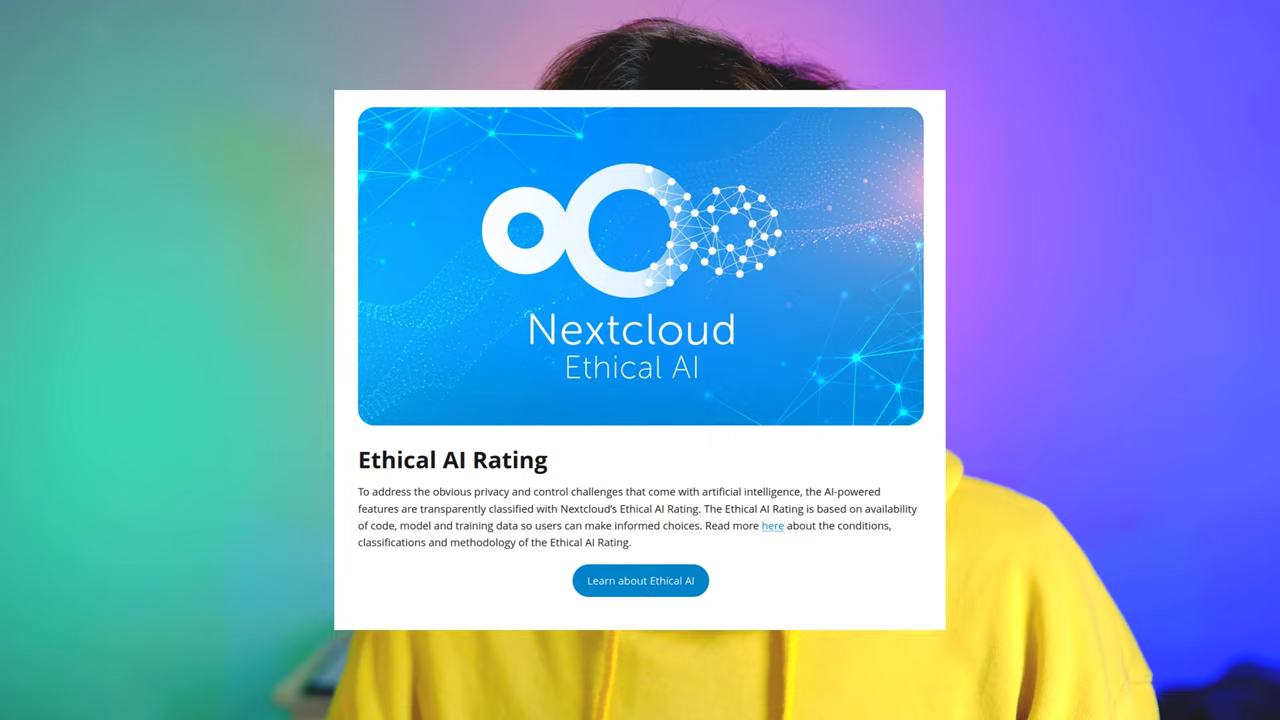 Nextcloud
Ethical AI
Ethical AI Rating
To address the obvious privacy and control challenges that come with artificial intelligence, the AI-powered
features are transparently classified with Nextcloud’s Ethical AI Rating. The Ethical AI Rating is based on availability
of code, model and training data so users can make informed choices. Read more here about the conditions,
classifications and methodology of the Ethical AI Rating.
Learn about Ethical AI